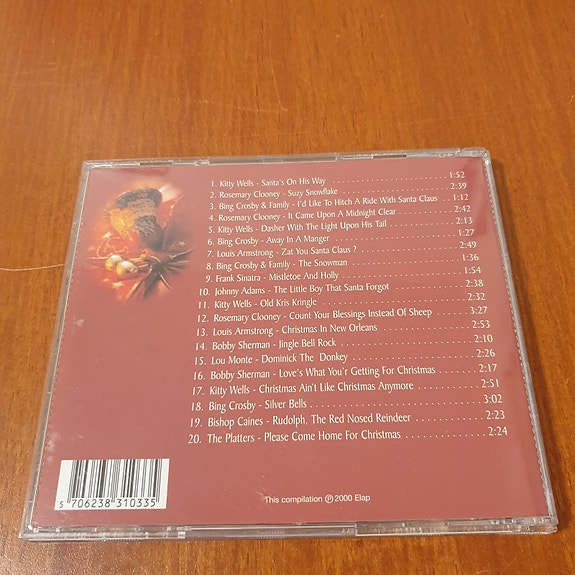 1. Kitty Wells - Santa's On His Way . . . . . . . . . . . . . . . . . . . . . . . . . . 1:52
2. Rosemary Clooney - Suzy Snowflake . . . . . . . . . . . . . . . . . . . . . . . 2:39
3. Bing Crosby & Family - I'd Like To Hitch A Ride With Santa Claus . . 1:12
4. Rosemary Clooney - It Came Upon A Midnight Clear . . . . . . . . . . . . 2:42
5. Kitty Wells - Dasher With The Light Upon His Tail . . . . . . . . . . . . . . 2:13
6. Bing Crosby - Away In A Manger . . . . . . . . . . . . . . . . . . . . . . . . . . 1:27
7. Louis Armstrong - Zat You Santa Claus ? . . . . . . . . . . . . . . . . . . . . . 2:49
8. Bing Crosby & Family - The Snowman . . . . . . . . . . . . . . . . . . . . . . 1:36
9. Frank Sinatra - Mistletoe And Holly . . . . . . . . . . . . . . . . . . . . . . . . . 1:54
10. Johnny Adams - The Little Boy That Santa Forgot . . . . . . . . . . . . . . . 2:38
11. Kitty Wells - Old Kris Kringle . . . . . . . . . . . . . . . . . . . . . . . . . . . . 2:32
12. Rosemary Clooney - Count Your Blessings Instead Of Sheep . . . . . . . 3:27
13. Louis Armstrong - Christmas In New Orleans . . . . . . . . . . . . . . . . . 2:53
14. Bobby Sherman - Jingle Bell Rock . . . . . . . . . . . . . . . . . . . . . . . . . 2:10
15. Lou Monte - Dominick The Donkey . . . . . . . . . . . . . . . . . . . . . . . . 2:26
16. Bobby Sherman - Love's What You'r Getting For Christmas . . . . . . . . 2:17
17. Kitty Wells - Christmas Ain't Like Christmas Anymore . . . . . . . . . . . . 2:51
18. Bing Crosby - Silver Bells . . . . . . . . . . . . . . . . . . . . . . . . . . . . . . . 3:02
19. Bishop Caines - Rudolph, The Red Nosed Reindeer . . . . . . . . . . . . . 2:23
20. The Platters - Please Come Home For Christmas . . . . . . . . . . . . . . . 2:24
5 706238 310335
This compilation ℗ 2000 Elap